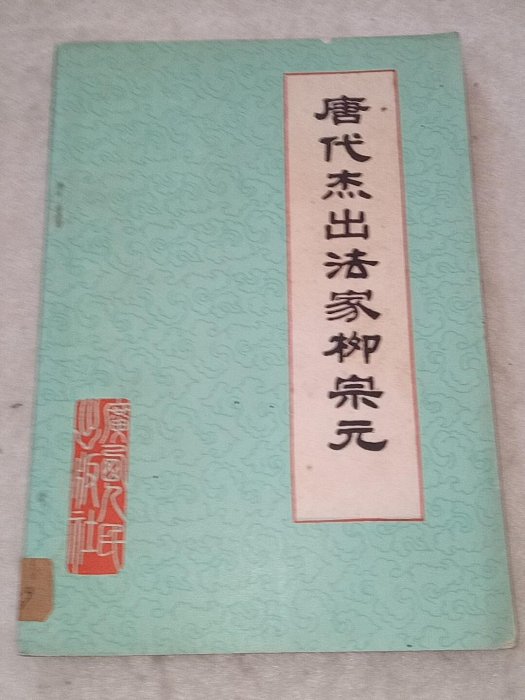 唐代杰出法家柳宗元
廣西人民
出版社